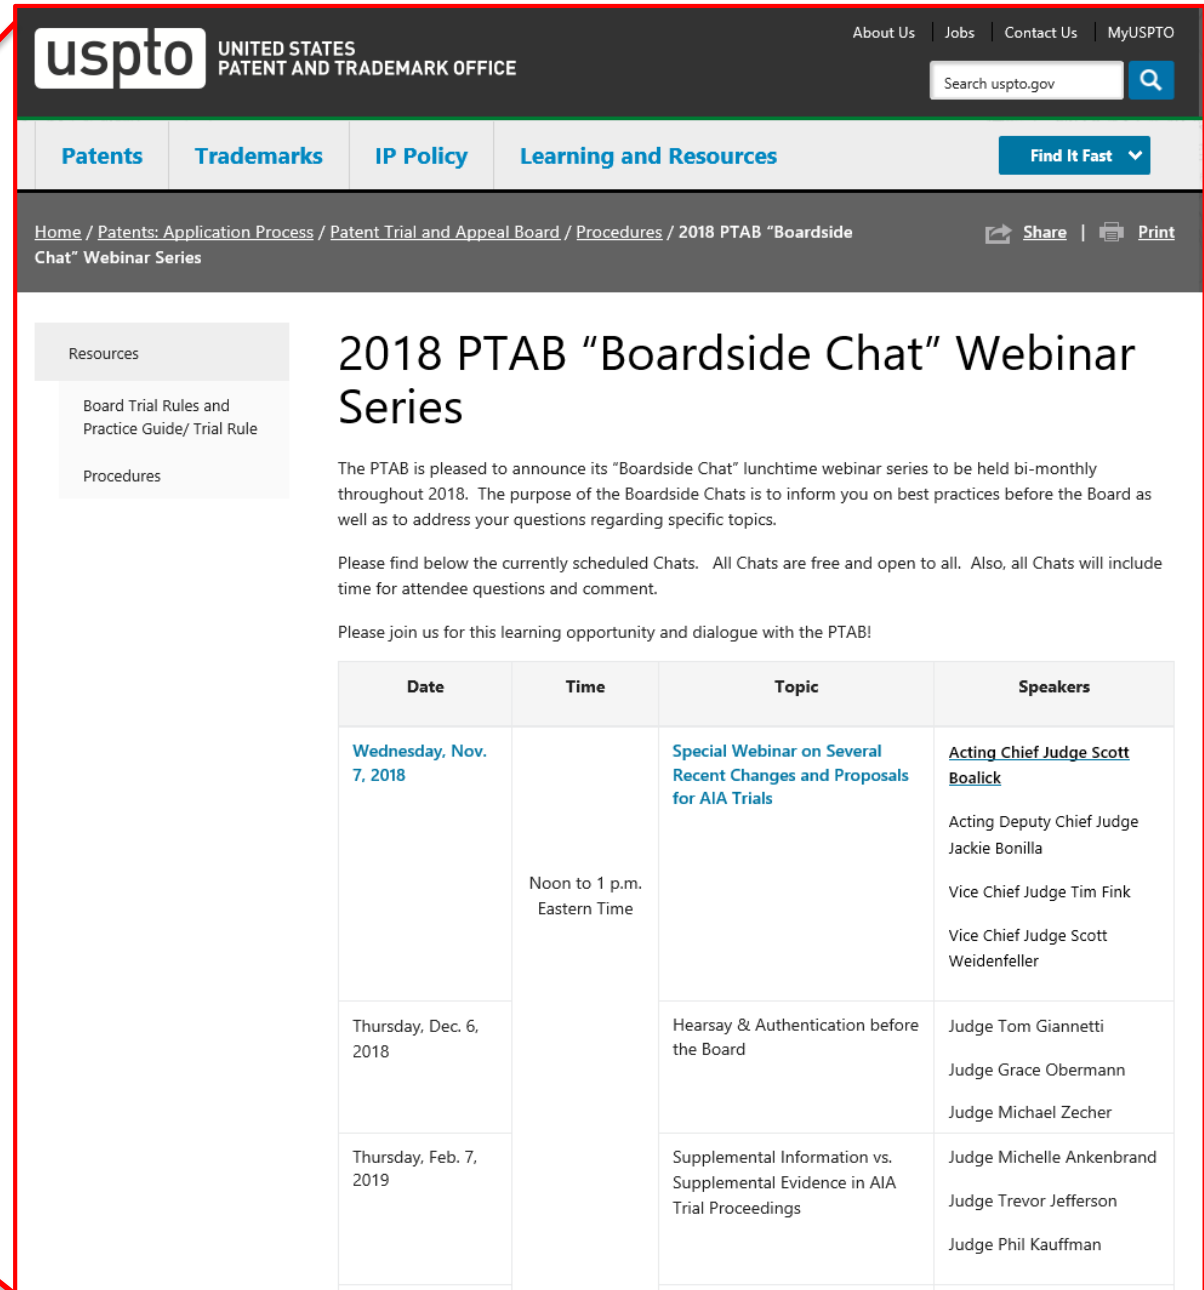 uspto
UNITED STATES
PATENT AND TRADEMARK OFFICE
About Us
Jobs
Contact Us
MyUSPTO
Search uspto.gov
Patents
Trademarks
IP Policy
Learning and Resources
Find It Fast
Home / Patents: Application Process / Patent Trial and Appeal Board / Procedures / 2018 PTAB “Boardside
Chat” Webinar Series
Share | Print
Resources
Board Trial Rules and
Practice Guide/ Trial Rule
Procedures
2018 PTAB “Boardside Chat” Webinar
Series
The PTAB is pleased to announce its “Boardside Chat” lunchtime webinar series to be held bi-monthly
throughout 2018.  The purpose of the Boardside Chats is to inform you on best practices before the Board as
well as to address your questions regarding specific topics.
Please find below the currently scheduled Chats.   All Chats are free and open to all.  Also, all Chats will include
time for attendee questions and comment.
Please join us for this learning opportunity and dialogue with the PTAB!
Date
Time
Topic
Speakers
Wednesday, Nov.
7, 2018
Noon to 1 p.m.
Eastern Time
Special Webinar on Several
Recent Changes and Proposals
for AIA Trials
Acting Chief Judge Scott
Boalick
Acting Deputy Chief Judge
Jackie Bonilla
Vice Chief Judge Tim Fink
Vice Chief Judge Scott
Weidenfeller
Thursday, Dec. 6,
2018
Hearsay & Authentication before
the Board
Judge Tom Giannetti
Judge Grace Obermann
Judge Michael Zecher
Thursday, Feb. 7,
2019
Supplemental Information vs.
Supplemental Evidence in AIA
Trial Proceedings
Judge Michelle Ankenbrand
Judge Trevor Jefferson
Judge Phil Kauffman